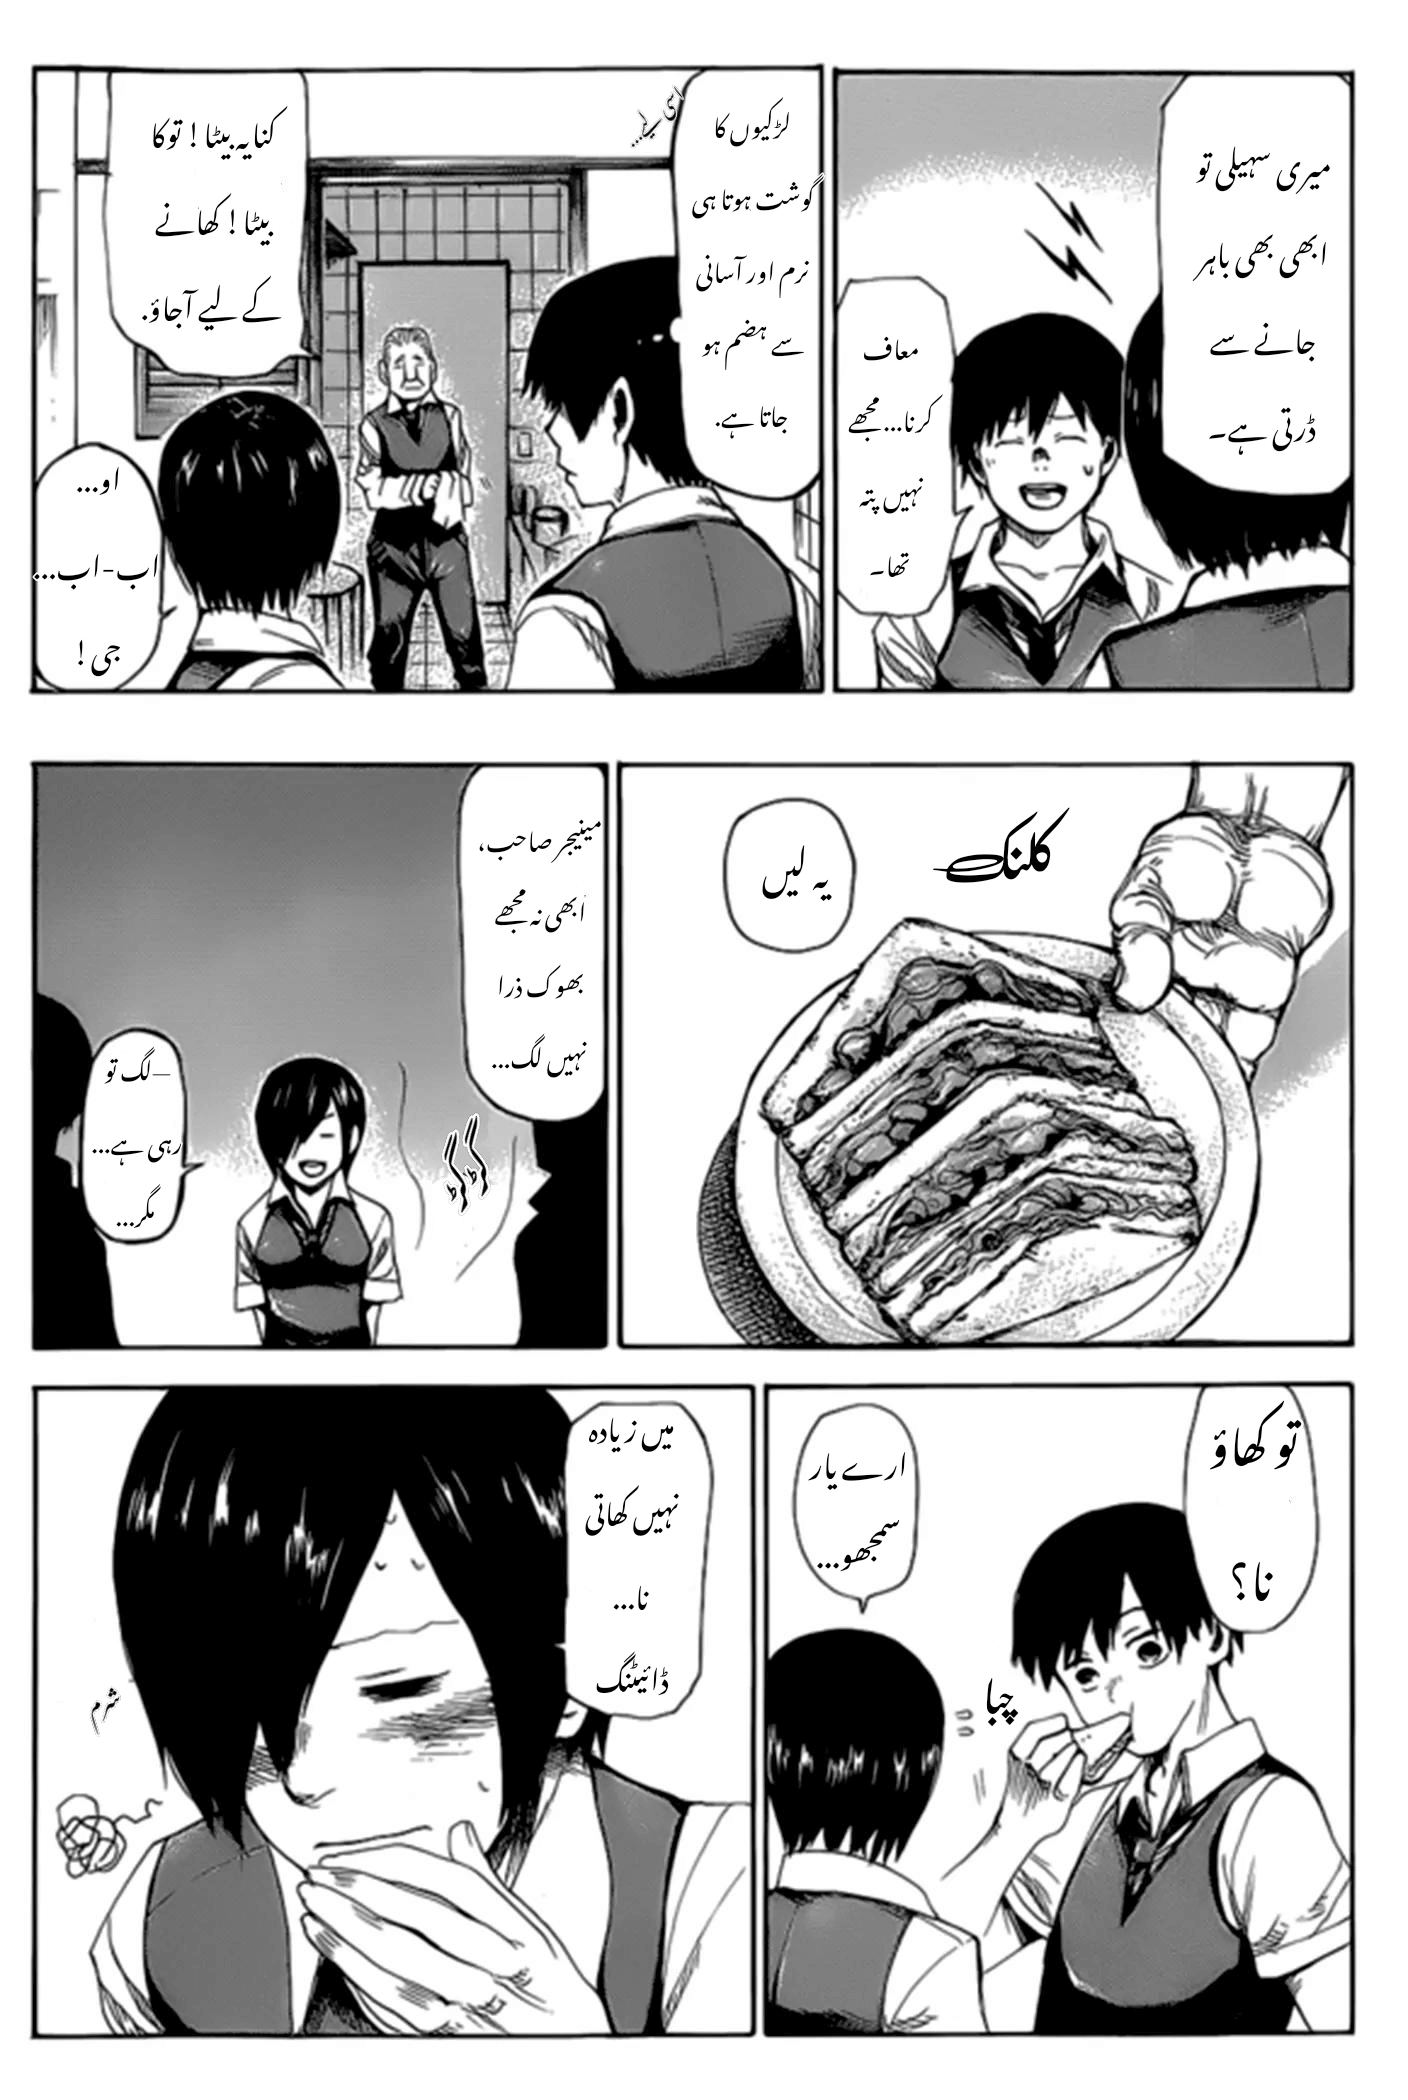 میری سہیلی تو
ابھی بھی باہر
جانے سے
ڈرتی ہے۔
معاف
کرنا...مجھے
نہیں پتہ
تھا۔
لڑکیوں کا
گوشت ہوتا ہی
نرم اور آسانی
سے ہضم ہو
جاتا ہے.
اسی لیے...
کنایہ بیٹا! توکا
بیٹا! کھانے
کے لیے آجاؤ.
او...
اب-اب...
جی!
کلنک
یہ لیں
مینیجر صاحب،
ابھی نہ مجھے
بھوک ذرا
نہیں لگ...
گڑگڑ
–لگ تو
رہی ہے...
مگر...
تو کھاؤ
نا؟
چبا
ارے یار
سمجھو...
میں زیادہ
نہیں کھاتی
نا...
ڈائیٹنگ
شرم